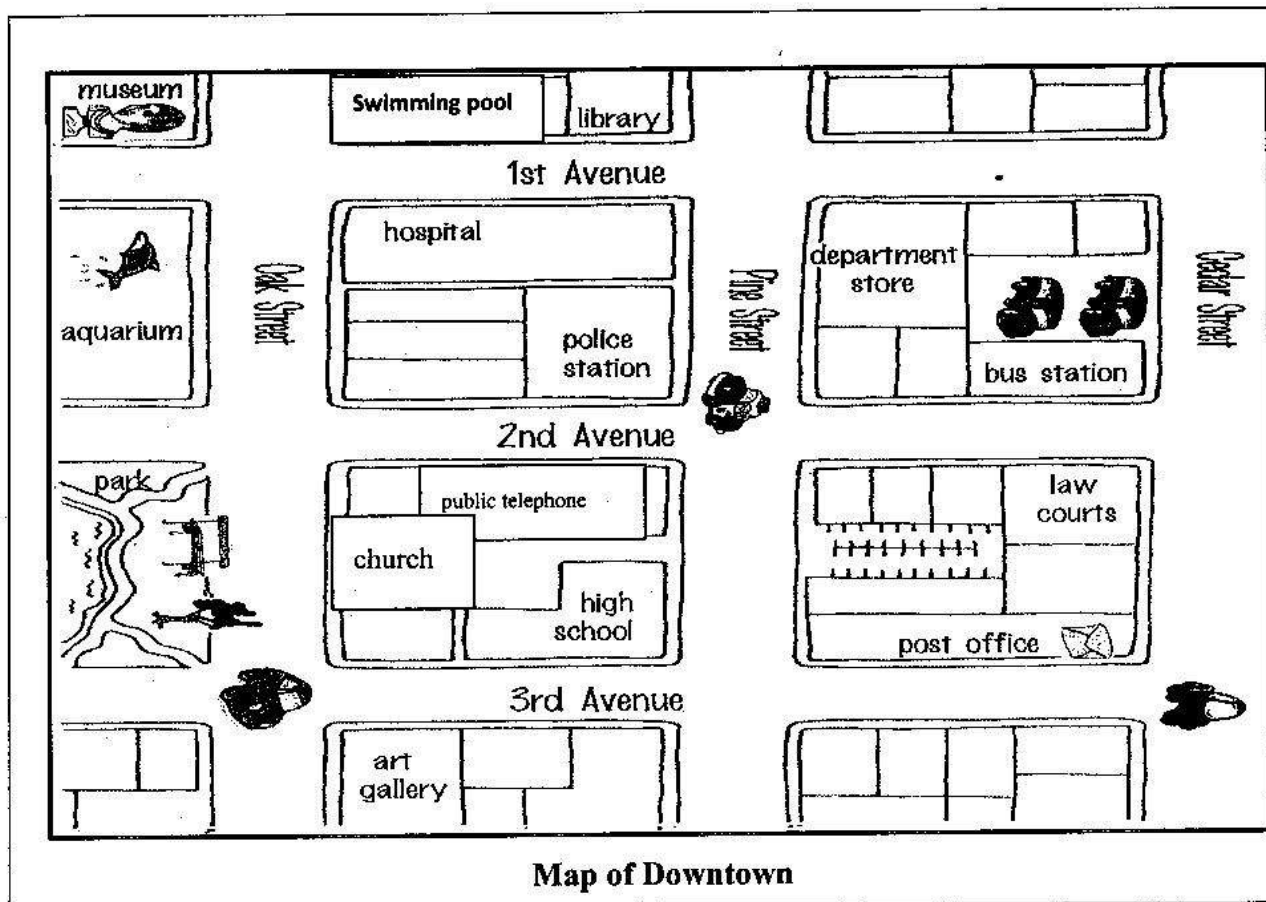 museum
Swimming pool
library
1st Avenue
hospital
department
store
Oak Street
Pine Street
Cedar Street
aquarium
police
station
bus station
2nd Avenue
park
public telephone
law
courts
church
high
school
post office
3rd Avenue
art
gallery
Map of Downtown